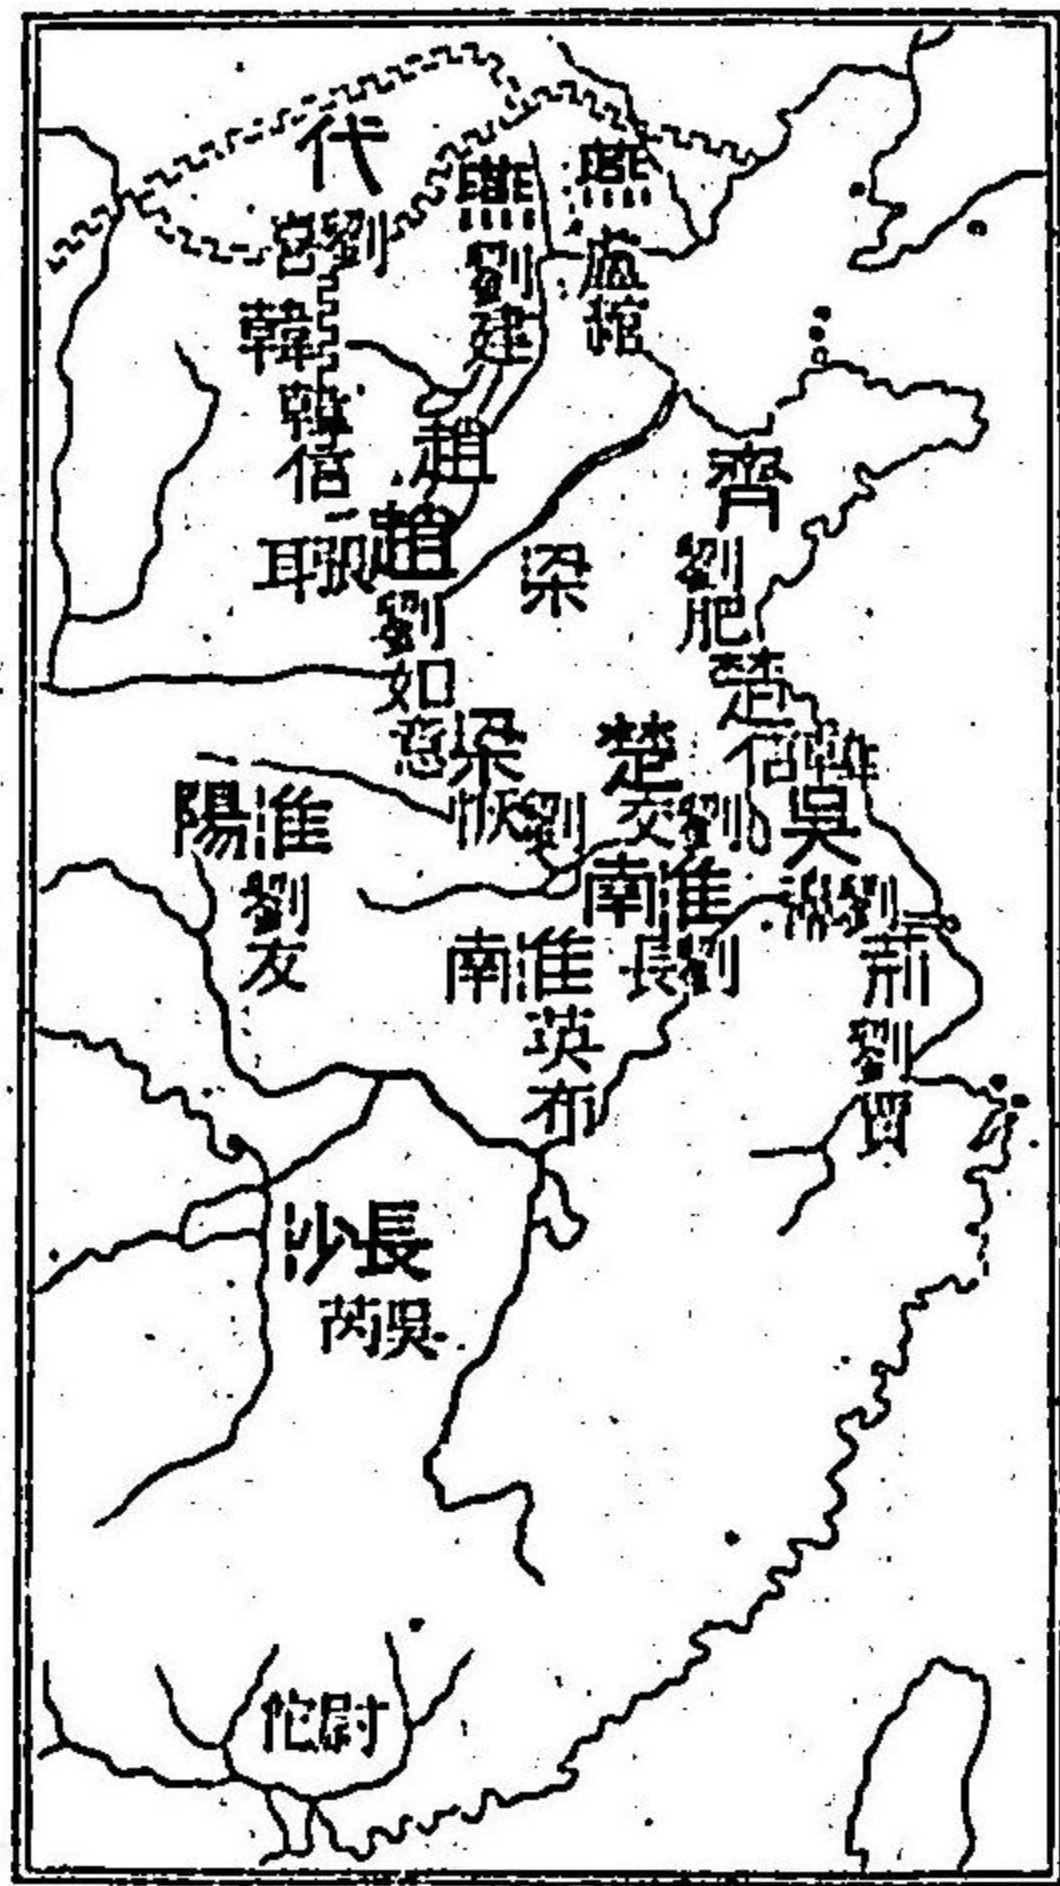 代
劉喜
燕
劉建
燕
盧綰
韓
韓信
趙
張耳
趙
劉如意
齊
劉肥
梁
楚
韓信
梁
劉恢
楚
劉交
吳
劉濞
淮陽
劉友
淮南
劉長
淮南
英布
荊
劉賈
長沙
吳芮
尉佗